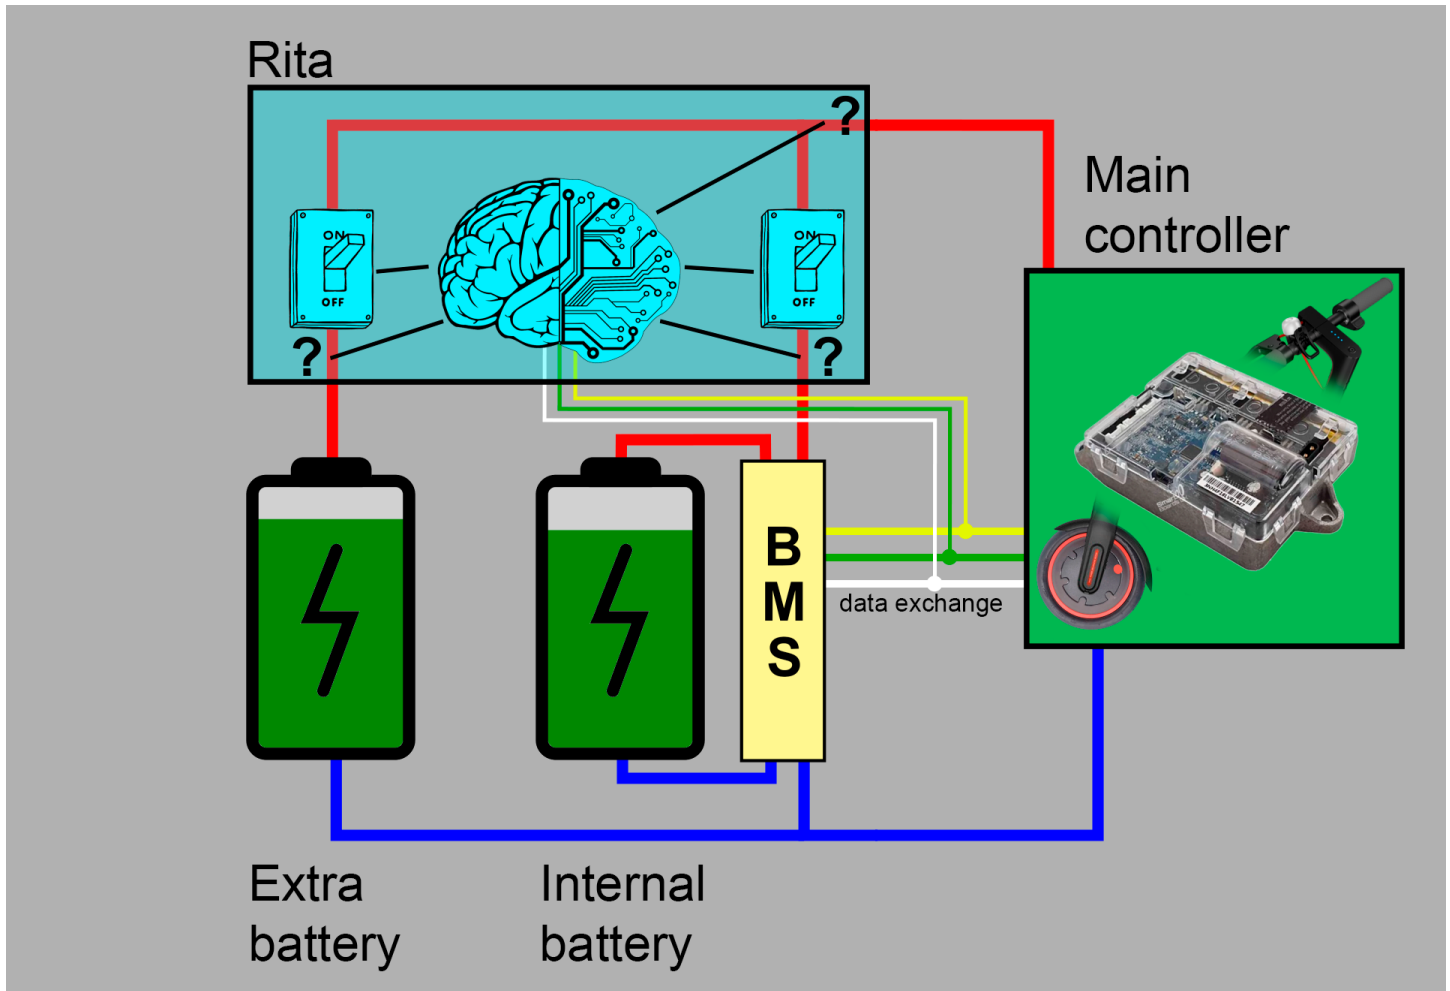 Rita
?
Main
controller
ON
OFF
ON
OFF
?
?
B
M
S
data exchange
Extra
battery
Internal
battery